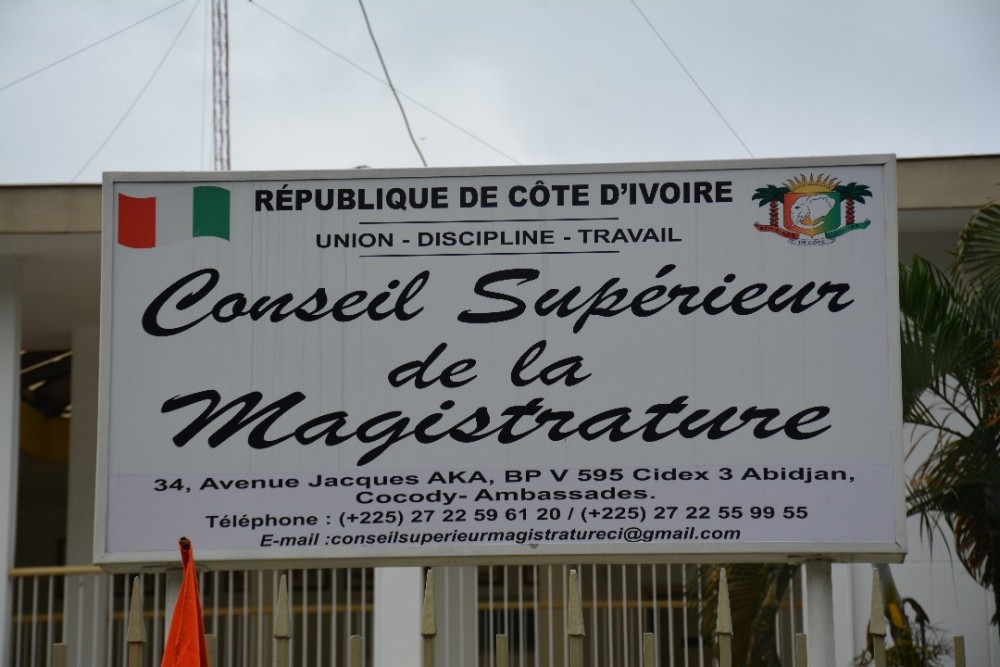 RÉPUBLIQUE DE CÔTE D'IVOIRE
UNION - DISCIPLINE - TRAVAIL
Conseil Supérieur
de la
Magistrature
34, Avenue Jacques AKA, BP V 595 Cidex 3 Abidjan,
Cocody- Ambassades.
Téléphone : (+225) 27 22 59 61 20 / (+225) 27 22 55 99 55
E-mail :conseilsuperieurmagistratureci@gmail.com